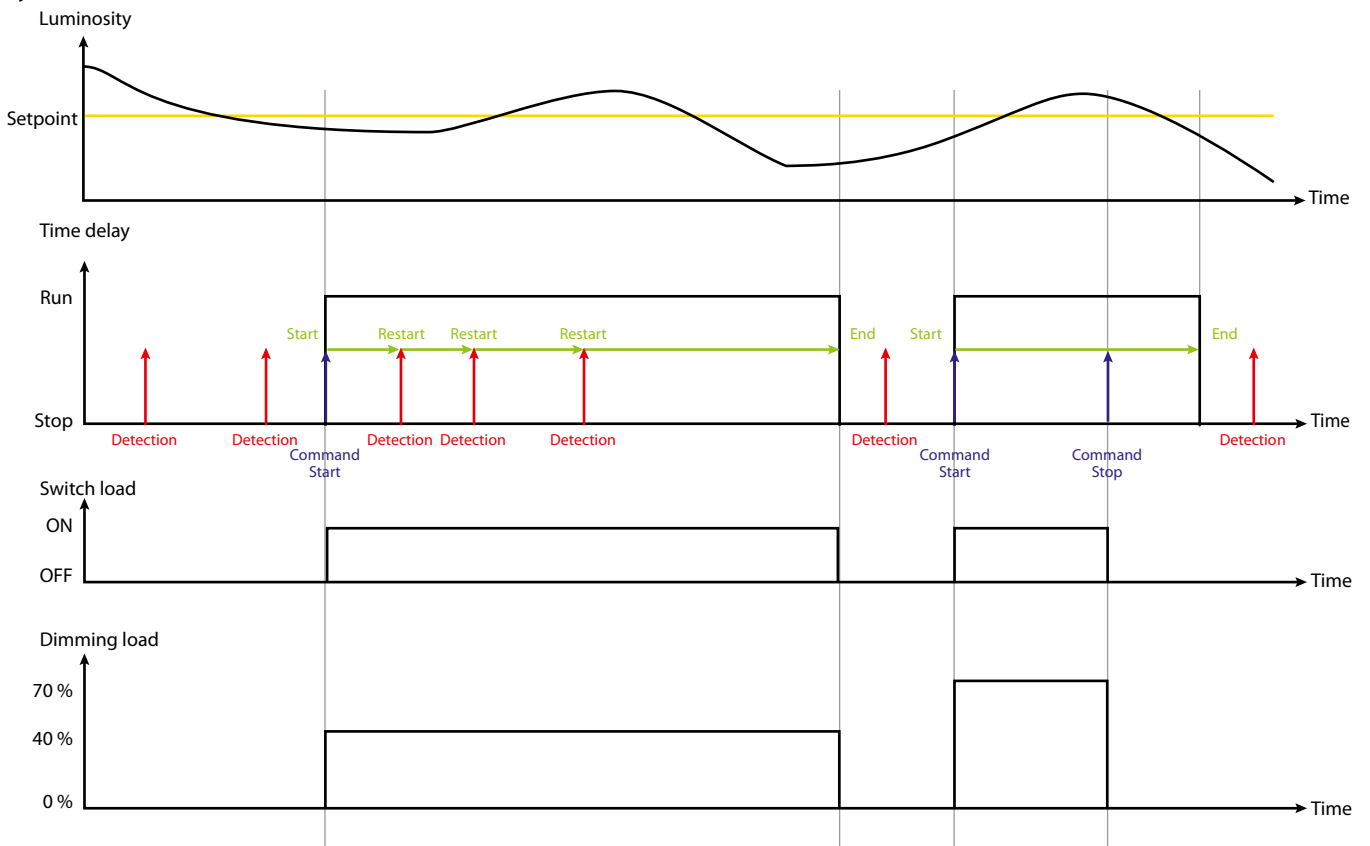 Luminosity
Setpoint
Time
Time delay
Run
Start
Restart
Restart
Restart
End
Start
End
Stop
Time
Detection
Detection
Detection
Detection
Detection
Detection
Detection
Command
Start
Command
Start
Command
Stop
Switch load
ON
OFF
Time
Dimming load
70 %
40 %
0 %
Time